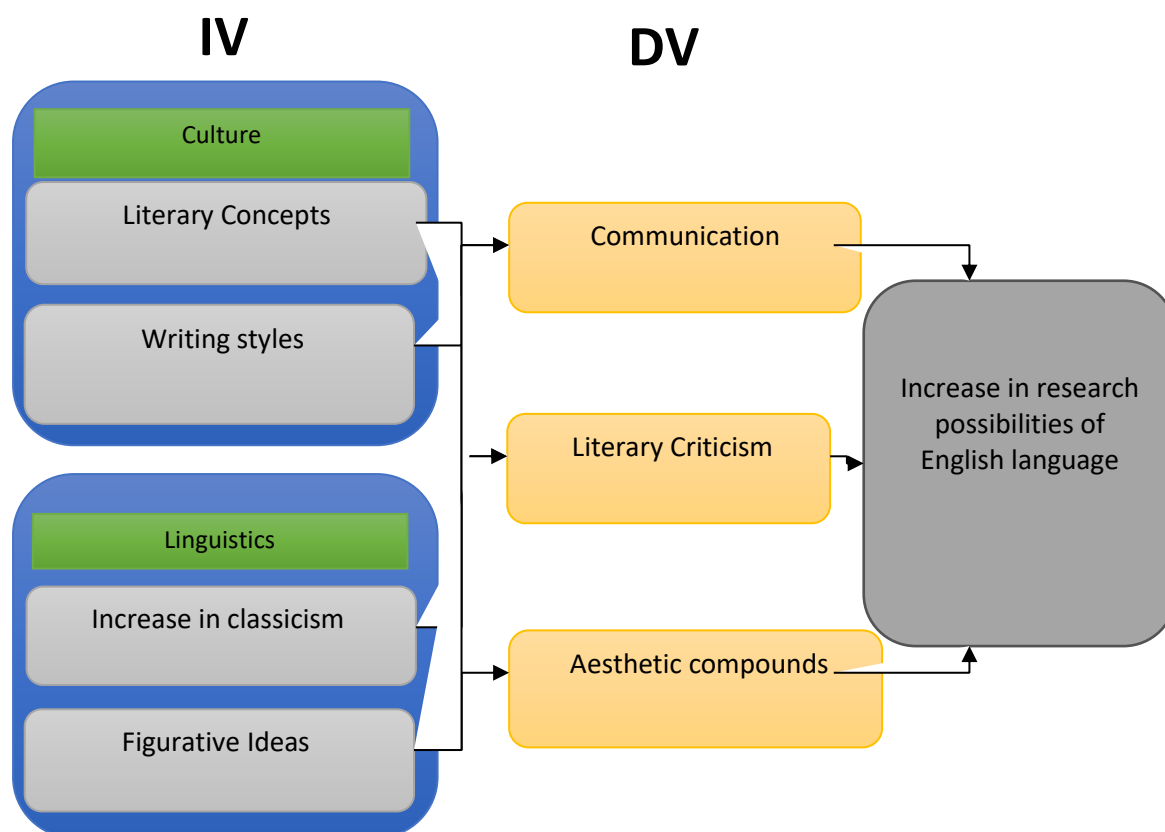 IV
DV
Culture
Literary Concepts
Writing styles
Linguistics
Increase in classicism
Figurative Ideas
Communication
Literary Criticism
Aesthetic compounds
Increase in research
possibilities of
English language